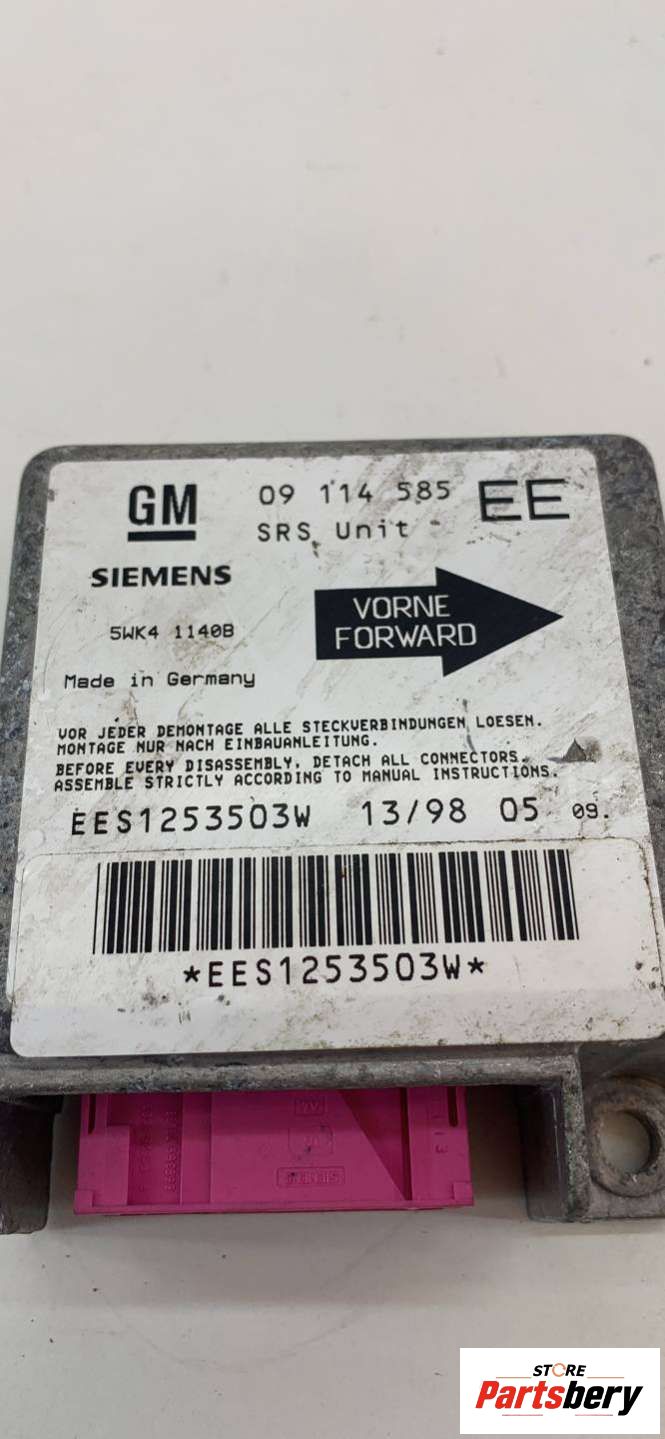 GM 09 114 585 EE
SRS Unit
SIEMENS
VORNE
FORWARD
5WK4 1140B
Made in Germany
VOR JEDER DEMONTAGE ALLE STECKVERBINDUNGEN LOESEN.
MONTAGE NUR NACH EINBAUANLEITUNG.
BEFORE EVERY DISASSEMBLY, DETACH ALL CONNECTORS.
ASSEMBLE STRICTLY ACCORDING TO MANUAL INSTRUCTIONS.
EES1253503W 13/98 05 09.
*EES1253503W*
STORE
Partsbery